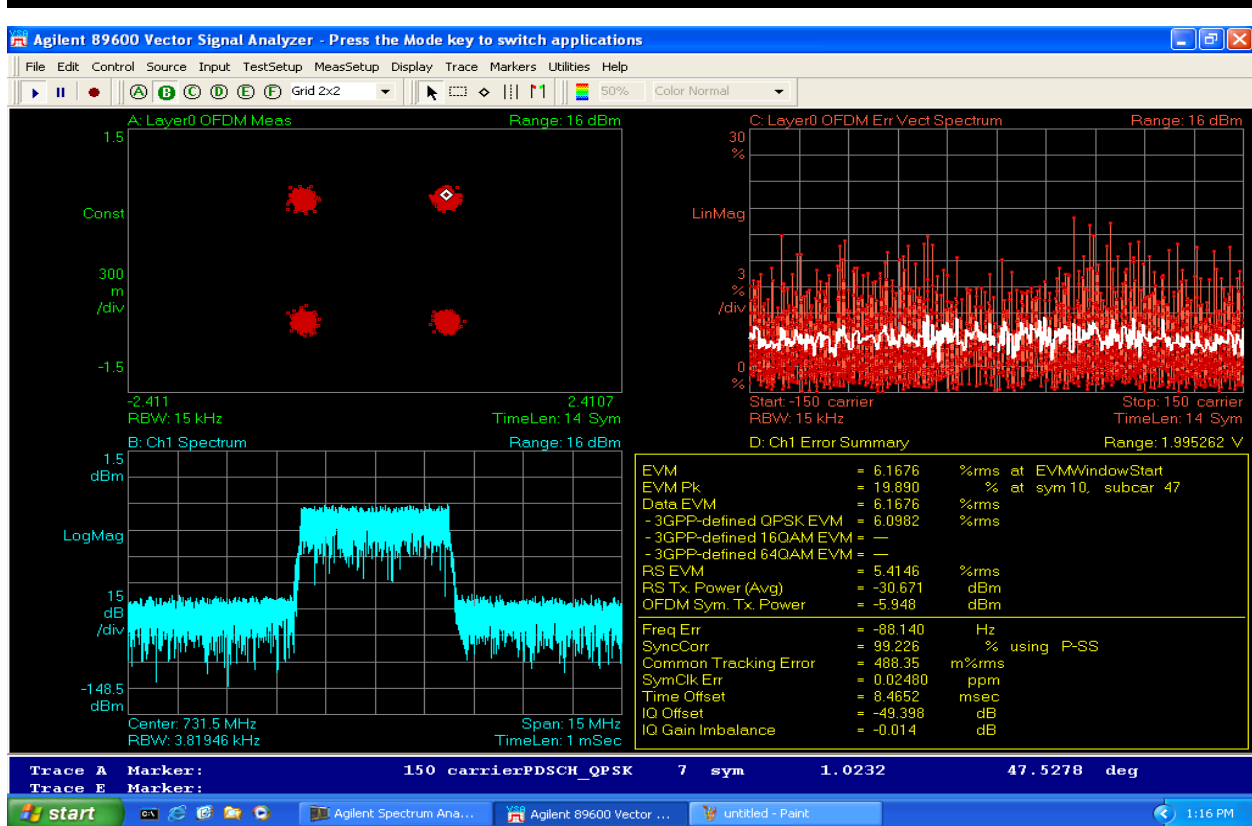 Agilent 89600 Vector Signal Analyzer - Press the Mode key to switch applications
File Edit Control Source Input TestSetup MeasSetup Display Trace Markers Utilities Help
A B C D E F Grid 2x2 50% Color Normal
A: Layer0 OFDM Meas Range: 16 dBm
1.5
Const
300
m
/div
-1.5
-2.411 2.4107
RBW: 15 kHz TimeLen: 14 Sym
C: Layer0 OFDM Err Vect Spectrum Range: 16 dBm
30
%
LinMag
3
%
/div
0
%
Start: -150 carrier Stop: 150 carrier
RBW: 15 kHz TimeLen: 14 Sym
B: Ch1 Spectrum Range: 16 dBm
1.5
dBm
LogMag
15
dB
/div
-148.5
dBm
Center: 731.5 MHz Span: 15 MHz
RBW: 3.81946 kHz TimeLen: 1 mSec
D: Ch1 Error Summary Range: 1.995262 V
EVM = 6.1676 %rms at EVMWindowStart
EVM Pk = 19.890 % at sym 10, subcar 47
Data EVM = 6.1676 %rms
- 3GPP-defined QPSK EVM = 6.0982 %rms
- 3GPP-defined 16QAM EVM = —
- 3GPP-defined 64QAM EVM = —
RS EVM = 5.4146 %rms
RS Tx. Power (Avg) = -30.671 dBm
OFDM Sym. Tx. Power = -5.948 dBm
Freq Err = -88.140 Hz
SyncCorr = 99.226 % using P-SS
Common Tracking Error = 488.35 m%rms
SymClk Err = 0.02480 ppm
Time Offset = 8.4652 msec
IQ Offset = -49.398 dB
IQ Gain Imbalance = -0.014 dB
Trace A Marker: 150 carrierPDSCH_QPSK 7 sym 1.0232 47.5278 deg
Trace E Marker:
start Agilent Spectrum Ana... Agilent 89600 Vector ... untitled - Paint 1:16 PM